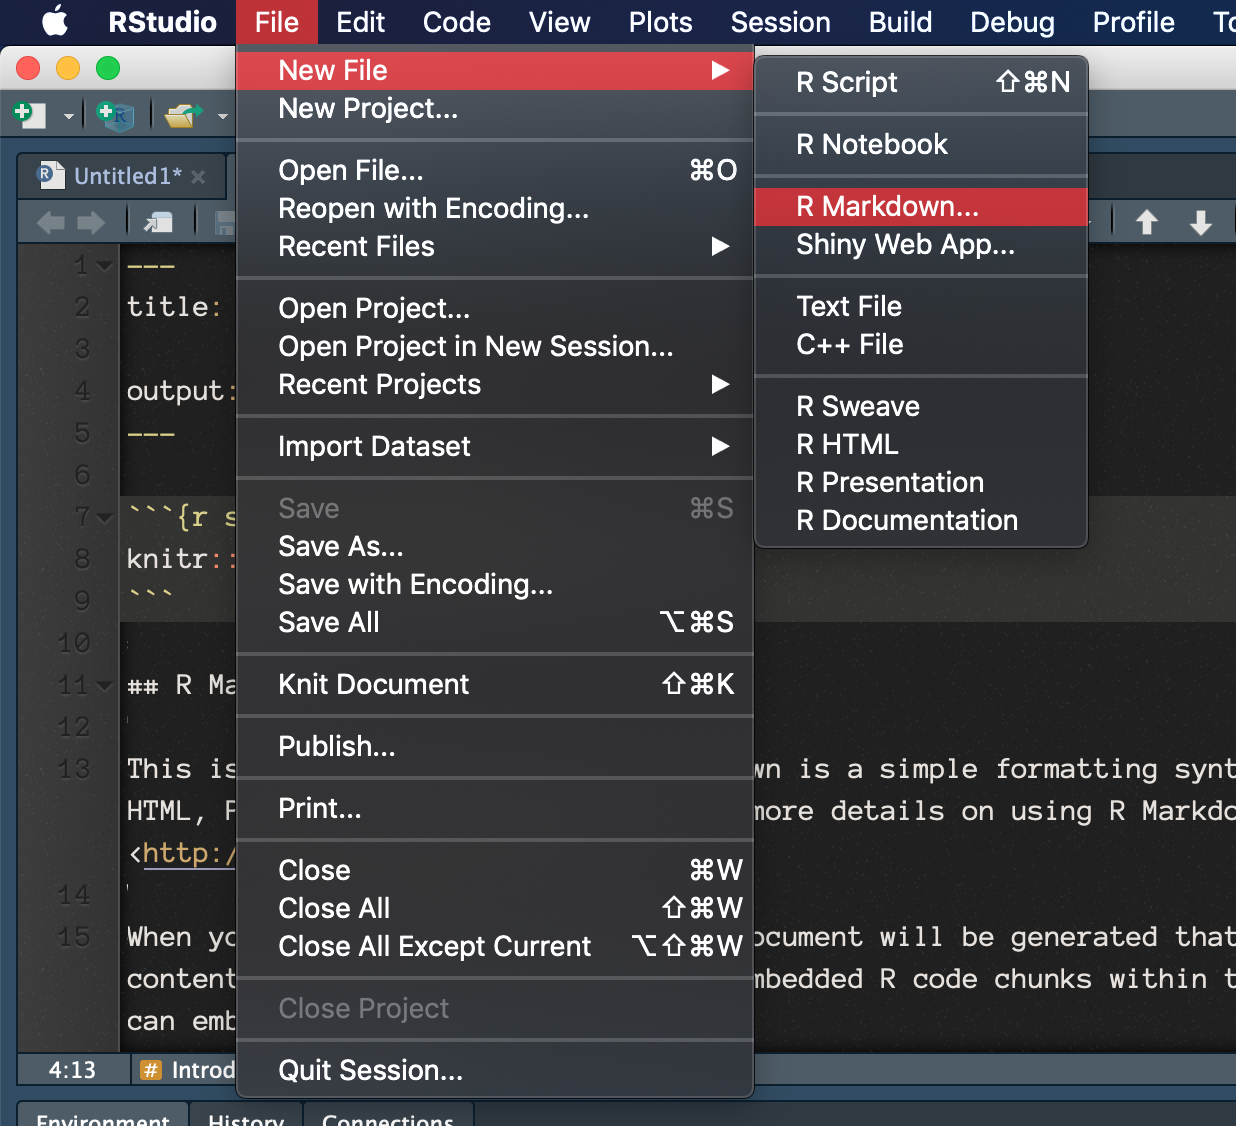 RStudio File Edit Code View Plots Session Build Debug Profile
New File
New Project...
Open File... ⌘O
Reopen with Encoding...
Recent Files
Open Project...
Open Project in New Session...
Recent Projects
Import Dataset
Save ⌘S
Save As...
Save with Encoding...
Save All ⌥⌘S
Knit Document ⇧⌘K
Publish...
Print...
Close ⌘W
Close All ⇧⌘W
Close All Except Current ⌥⇧⌘W
Close Project
Quit Session...
R Script ⇧⌘N
R Notebook
R Markdown...
Shiny Web App...
Text File
C++ File
R Sweave
R HTML
R Presentation
R Documentation
Untitled1*
1 ---
2 title:
3
4 output:
5 ---
6
7 ```{r s
8 knitr::
9 ```
10
11 ## R Ma
12
13 This is wn is a simple formatting synt
HTML, P more details on using R Markdo
<http:/
14
15 When yo ocument will be generated that
content mbedded R code chunks within t
can emb
4:13 # Introd
Environment History Connections